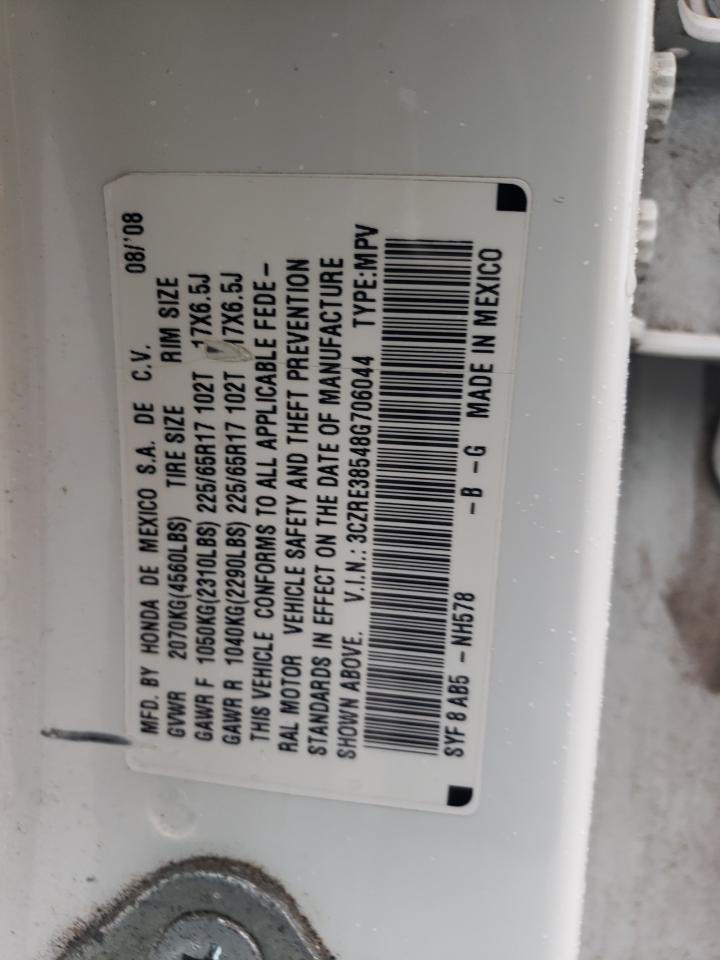 MFD. BY HONDA DE MEXICO S.A. DE C.V. 08/'08
GVWR 2070KG(4560LBS) TIRE SIZE RIM SIZE
GAWR F 1050KG(2310LBS) 225/65R17 102T 17X6.5J
GAWR R 1040KG(2290LBS) 225/65R17 102T 17X6.5J
THIS VEHICLE CONFORMS TO ALL APPLICABLE FEDE-
RAL MOTOR VEHICLE SAFETY AND THEFT PREVENTION
STANDARDS IN EFFECT ON THE DATE OF MANUFACTURE
SHOWN ABOVE. V.I.N.: 3CZRE38548G706044 TYPE:MPV
SYF 8 AB5 - NH578 -B -G MADE IN MEXICO